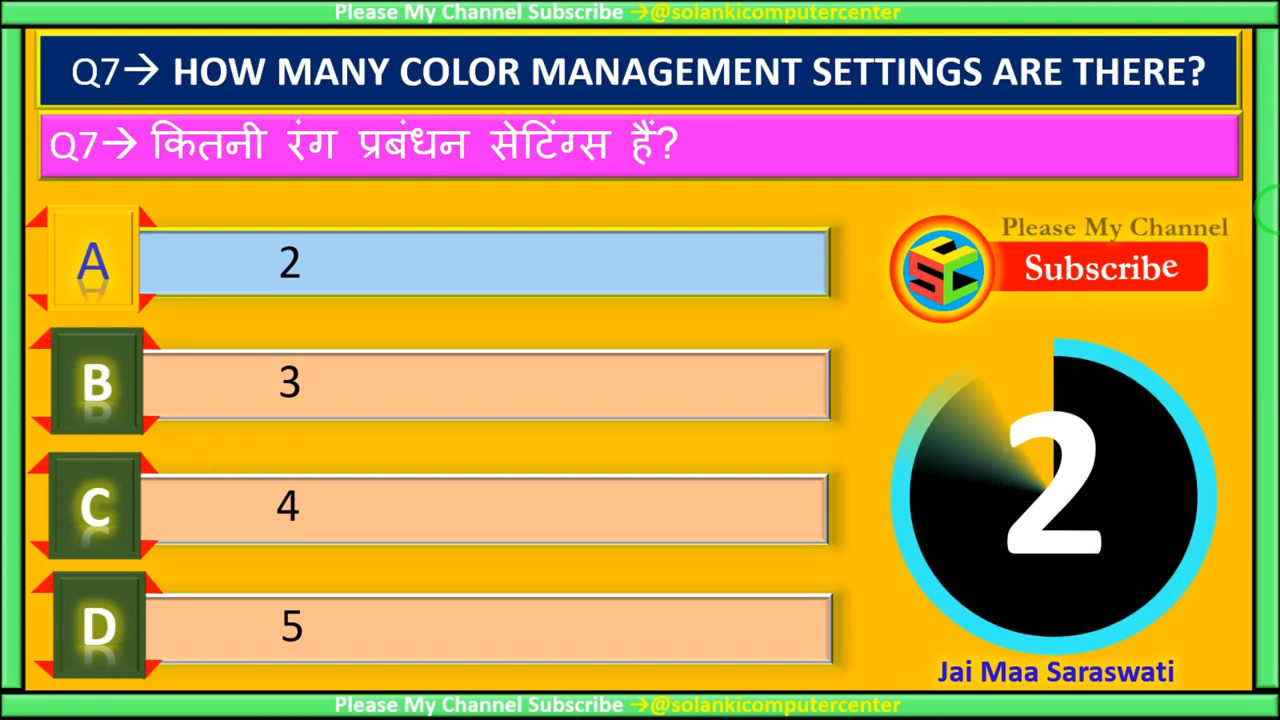 Please My Channel Subscribe →@solankicomputercenter
Q7→ HOW MANY COLOR MANAGEMENT SETTINGS ARE THERE?
Q7→ कितनी रंग प्रबंधन सेटिंग्स हैं?
A 2
B 3
C 4
D 5
Please My Channel
Subscribe
CSC
2
Jai Maa Saraswati
Please My Channel Subscribe →@solankicomputercenter